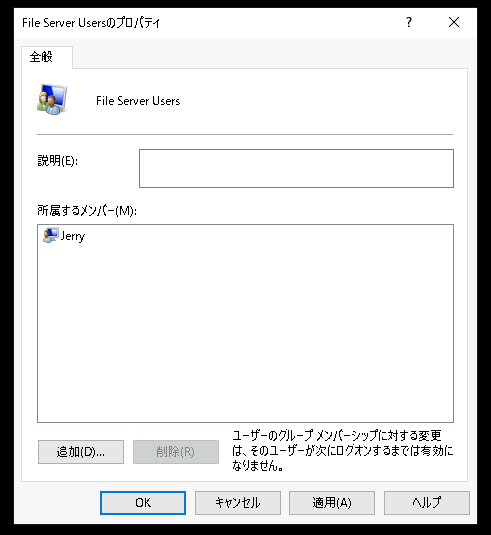 File Server Usersのプロパティ
?
全般
File Server Users
説明(E):
所属するメンバー(M):
Jerry
追加(D)...
削除(R)
ユーザーのグループ メンバーシップに対する変更
は、そのユーザーが次にログオンするまでは有効に
なりません。
OK
キャンセル
適用(A)
ヘルプ